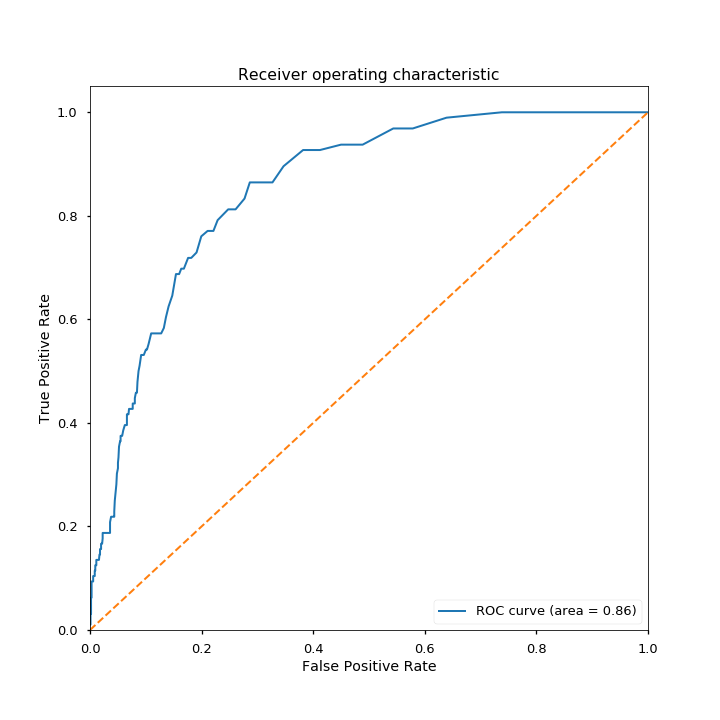 Receiver operating characteristic
1.0
0.8
0.6
0.4
0.2
0.0
True Positive Rate
ROC curve (area = 0.86)
0.0 0.2 0.4 0.6 0.8 1.0
False Positive Rate